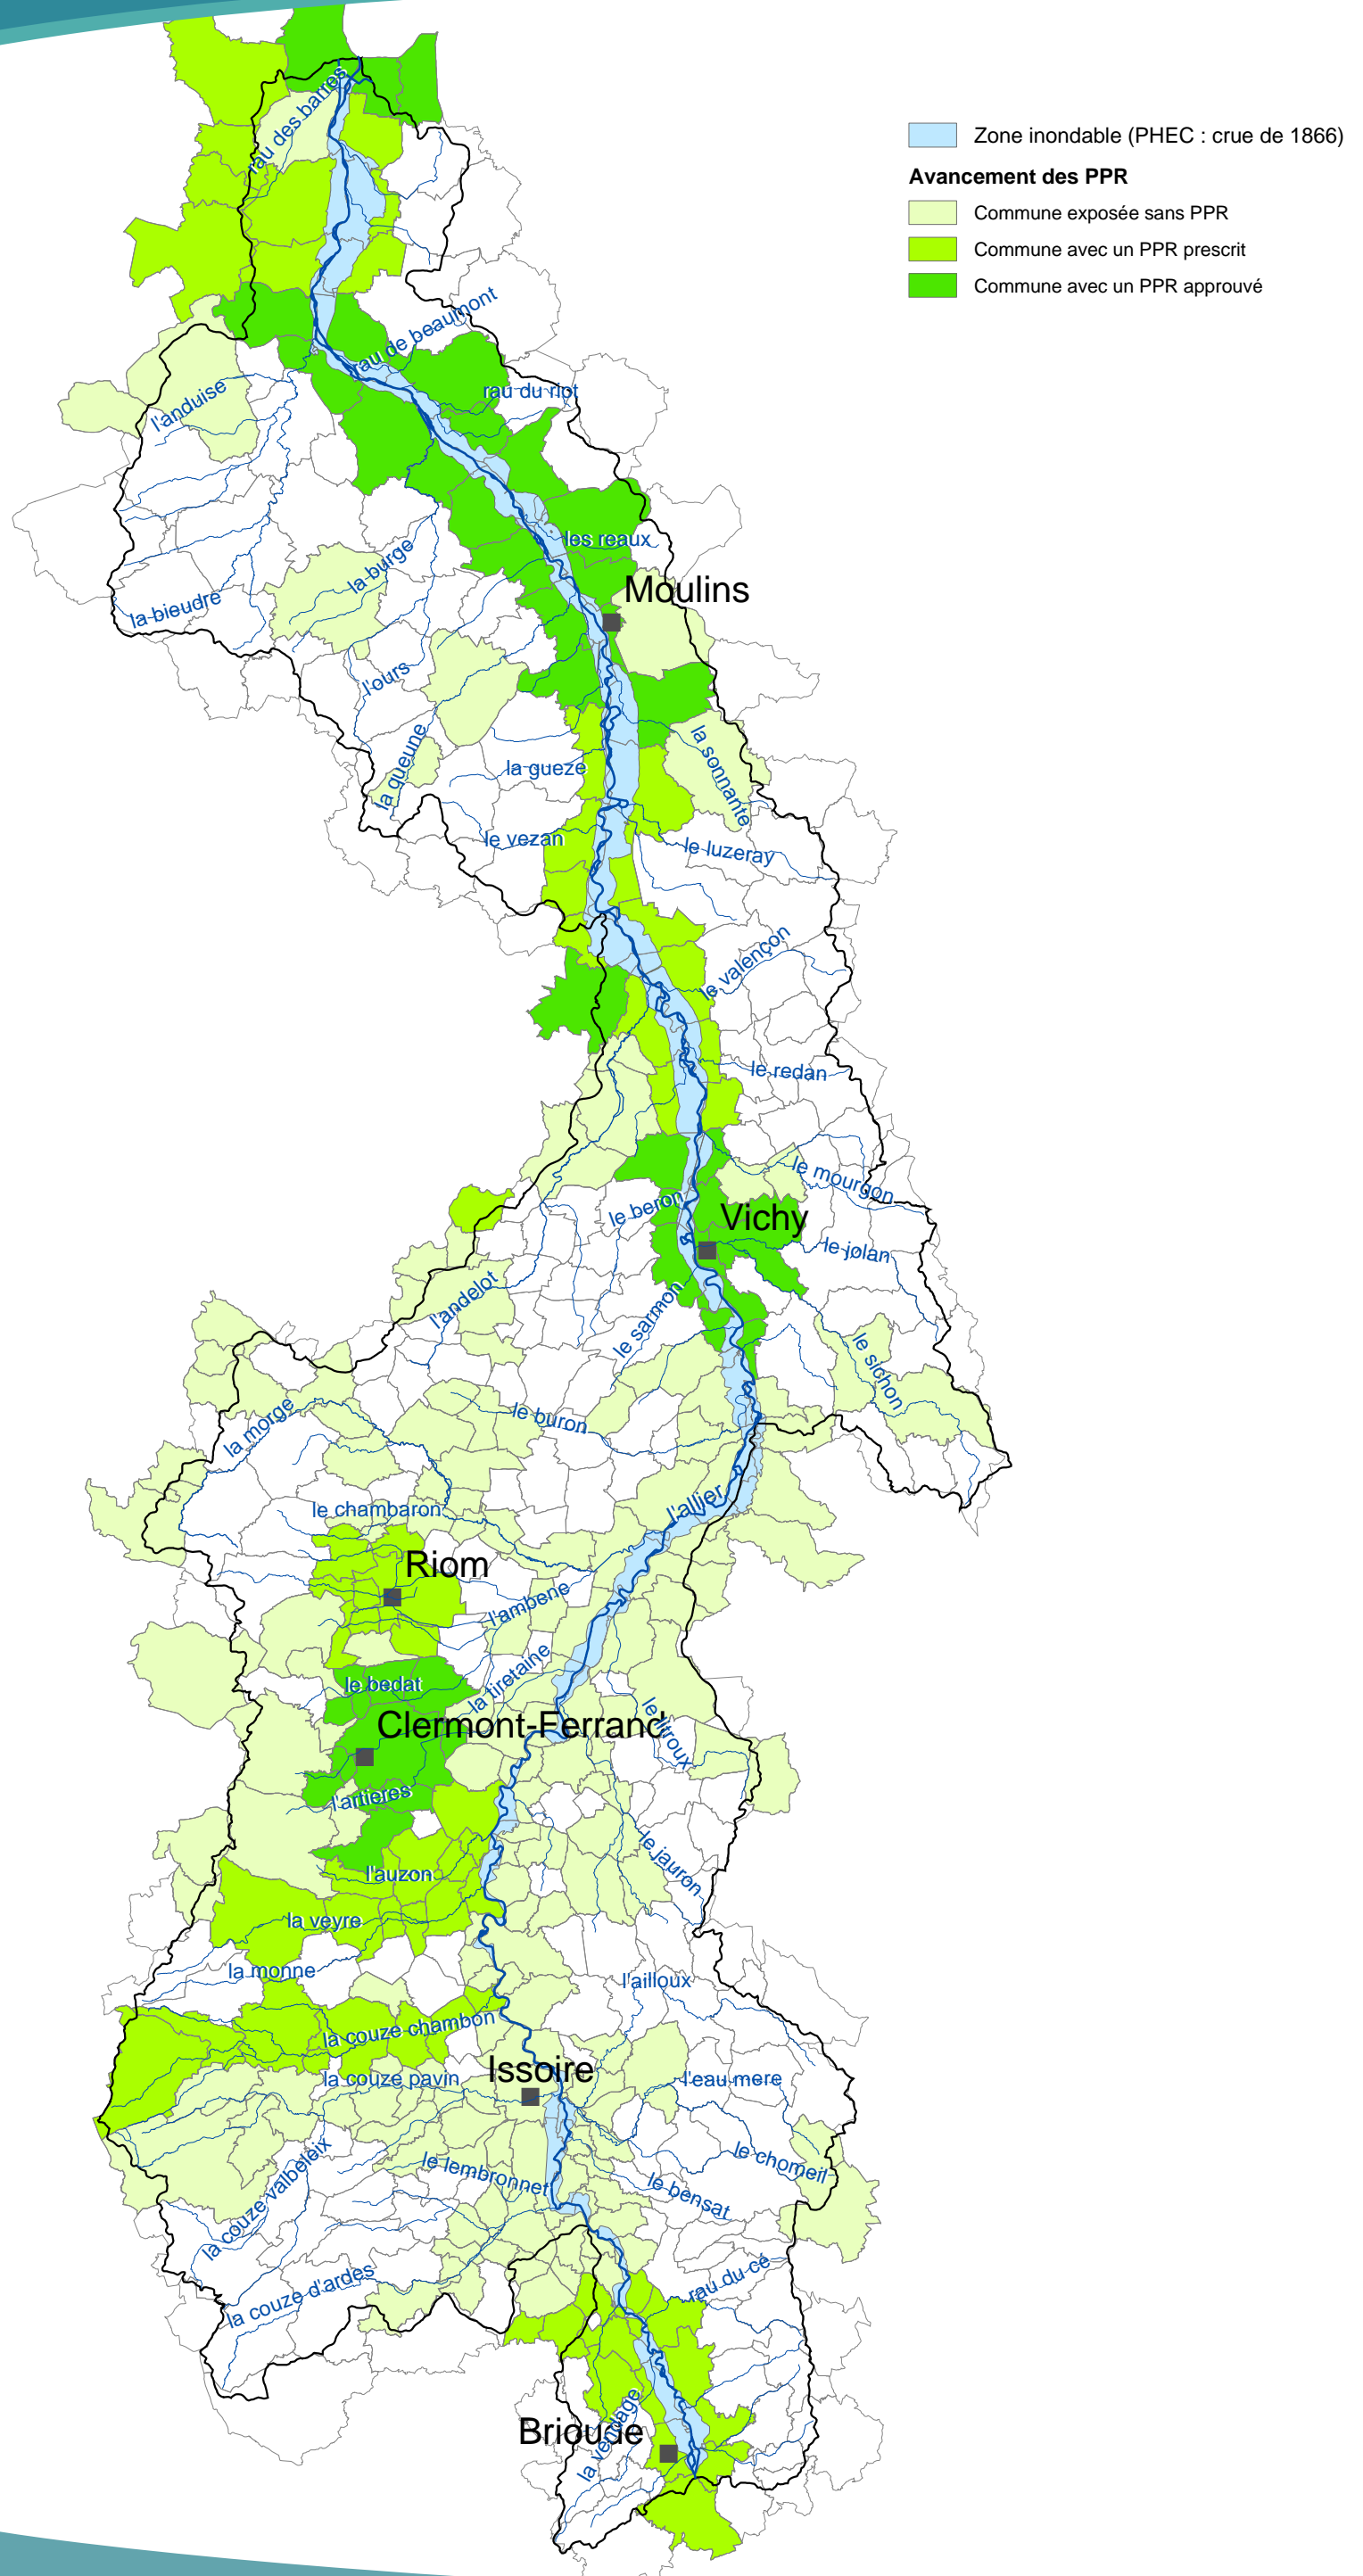 Zone inondable (PHEC : crue de 1866)
Avancement des PPR
Commune exposée sans PPR
Commune avec un PPR prescrit
Commune avec un PPR approuvé
rau des barres
rau de beaumont
l'anduise
rau du riot
les reaux
la burge
Moulins
la bieudre
l'ours
la queune
la sonnante
la gueze
le vezan
le luzeray
le valençon
le redan
le mourgon
le beron
Vichy
le jolan
l'andelot
le sarmon
le sichon
la morge
le buron
l'allier
le chambaron
Riom
l'ambene
la tiretaine
le bedat
Clermont-Ferrand
le litroux
l'artieres
le jauron
l'auzon
la veyre
la monne
l'ailloux
la couze chambon
Issoire
la couze pavin
l'eau mere
la couze valbeleix
le lembronnet
le chomeil
le bensat
rau du cé
la couze d'ardes
la vendage
Brioude